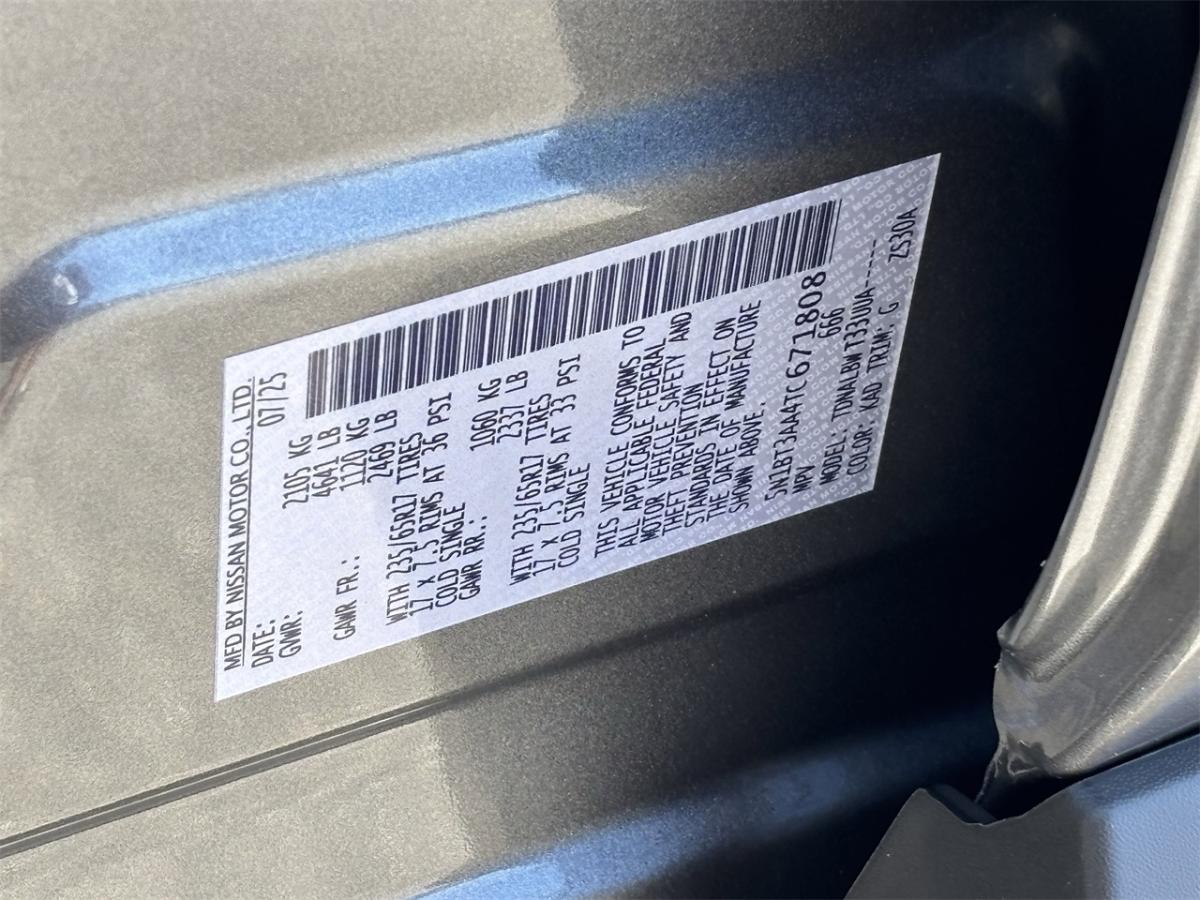 MFD BY NISSAN MOTOR CO., LTD.
DATE: 07/25
GVWR: 2105 KG
4641 LB
GAWR FR.: 1120 KG
2469 LB
WITH 235/65R17 TIRES
17 x 7.5 RIMS AT 36 PSI
COLD SINGLE
GAWR RR.: 1060 KG
2337 LB
WITH 235/65R17 TIRES
17 x 7.5 RIMS AT 33 PSI
COLD SINGLE
THIS VEHICLE CONFORMS TO
ALL APPLICABLE FEDERAL
MOTOR VEHICLE SAFETY AND
THEFT PREVENTION
STANDARDS IN EFFECT ON
THE DATE OF MANUFACTURE
SHOWN ABOVE.
5N1BT3AA4TC671808
MPV 666
MODEL: TDNALBW T33UUA-----
COLOR: KAD TRIM: G ZS30A